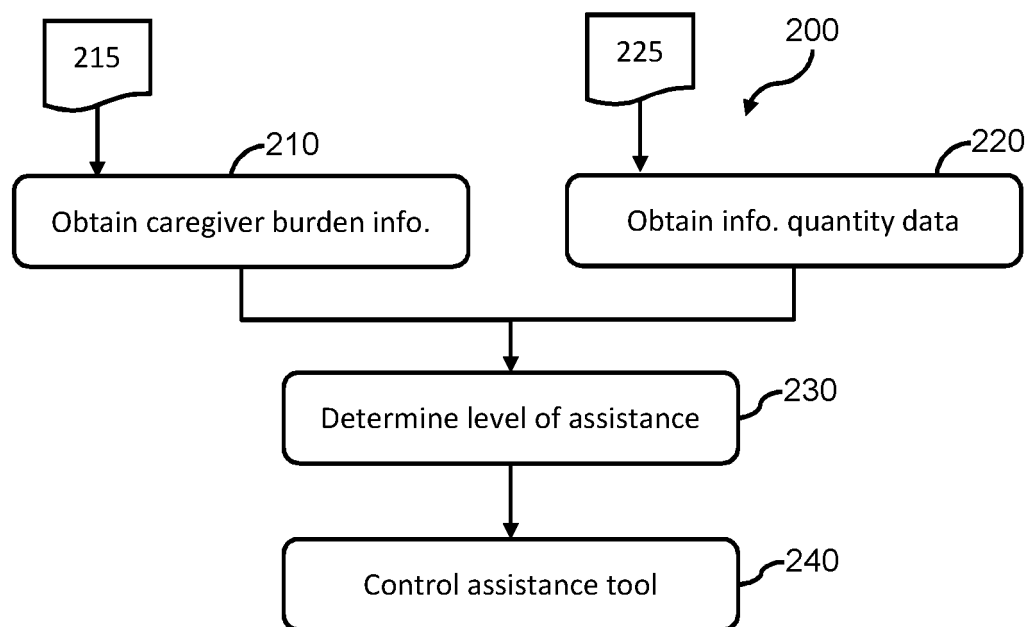 215
225
200
210
220
Obtain caregiver burden info.
Obtain info. quantity data
230
Determine level of assistance
240
Control assistance tool